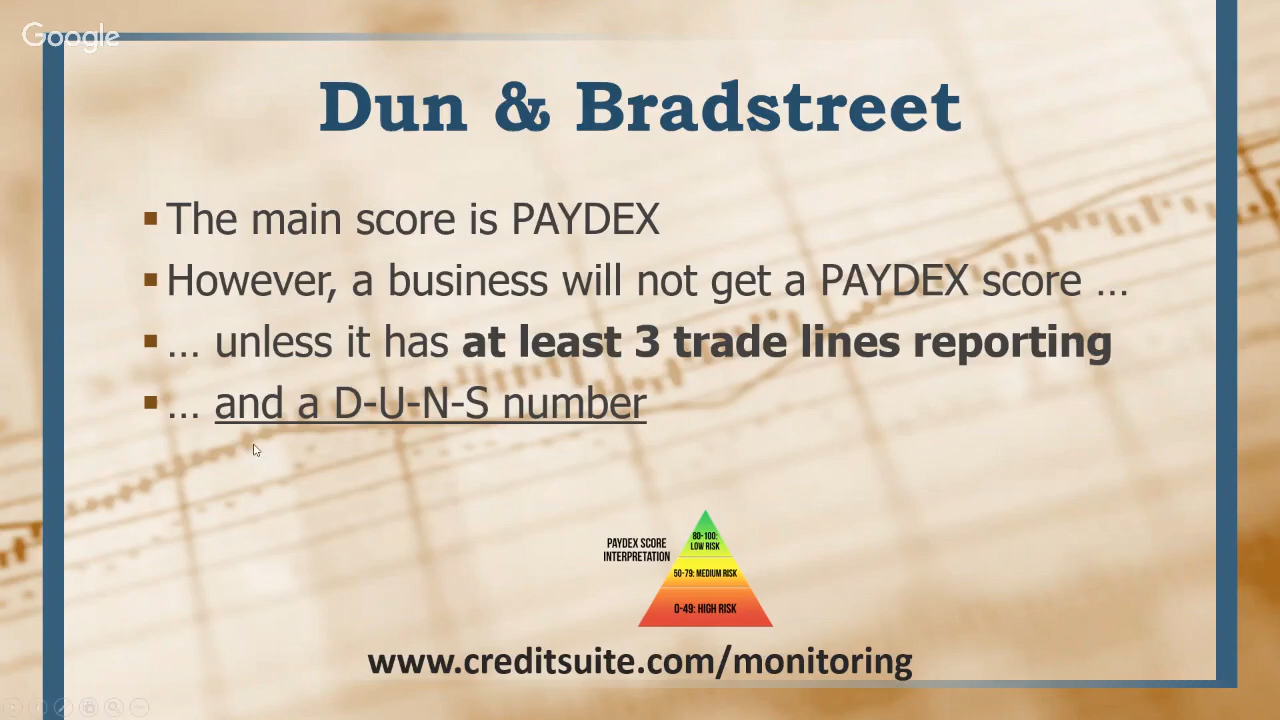 Google
Dun & Bradstreet
The main score is PAYDEX
However, a business will not get a PAYDEX score ...
... unless it has at least 3 trade lines reporting
... and a D-U-N-S number
PAYDEX SCORE
INTERPRETATION
80-100:
LOW RISK
50-79: MEDIUM RISK
0-49: HIGH RISK
www.creditsuite.com/monitoring